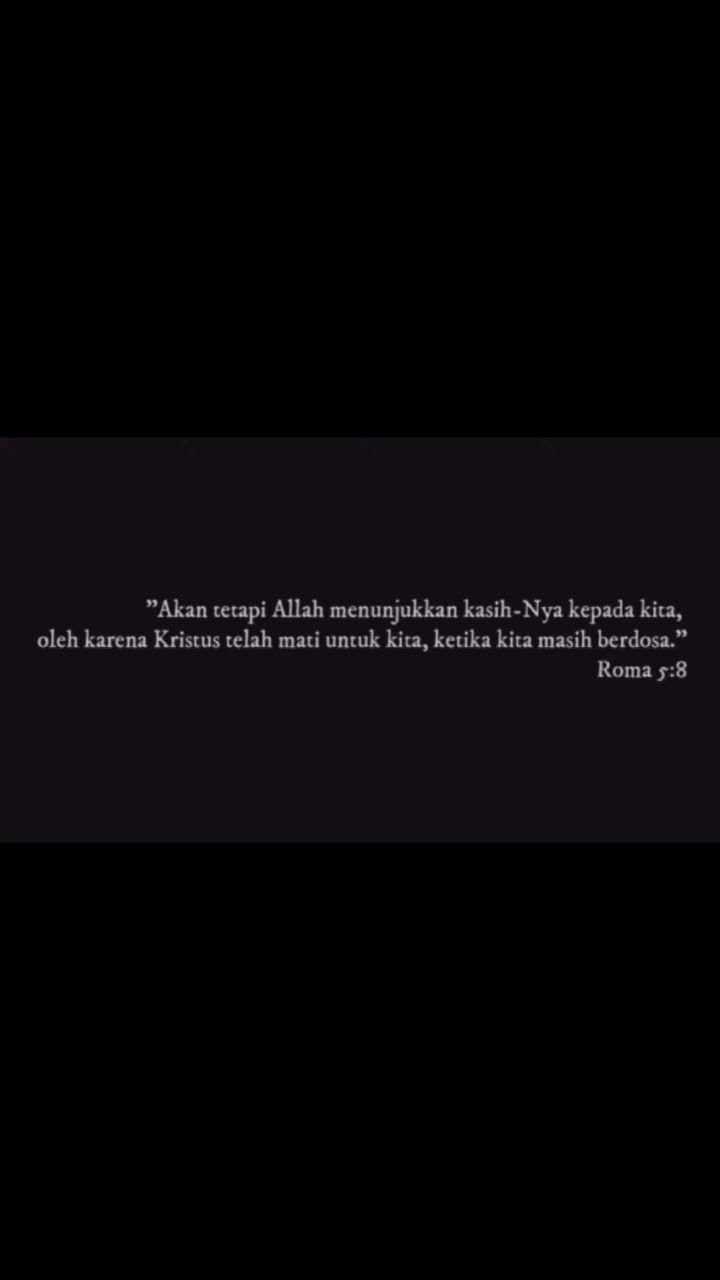 ”Akan tetapi Allah menunjukkan kasih-Nya kepada kita,
oleh karena Kristus telah mati untuk kita, ketika kita masih berdosa.”
Roma 5:8